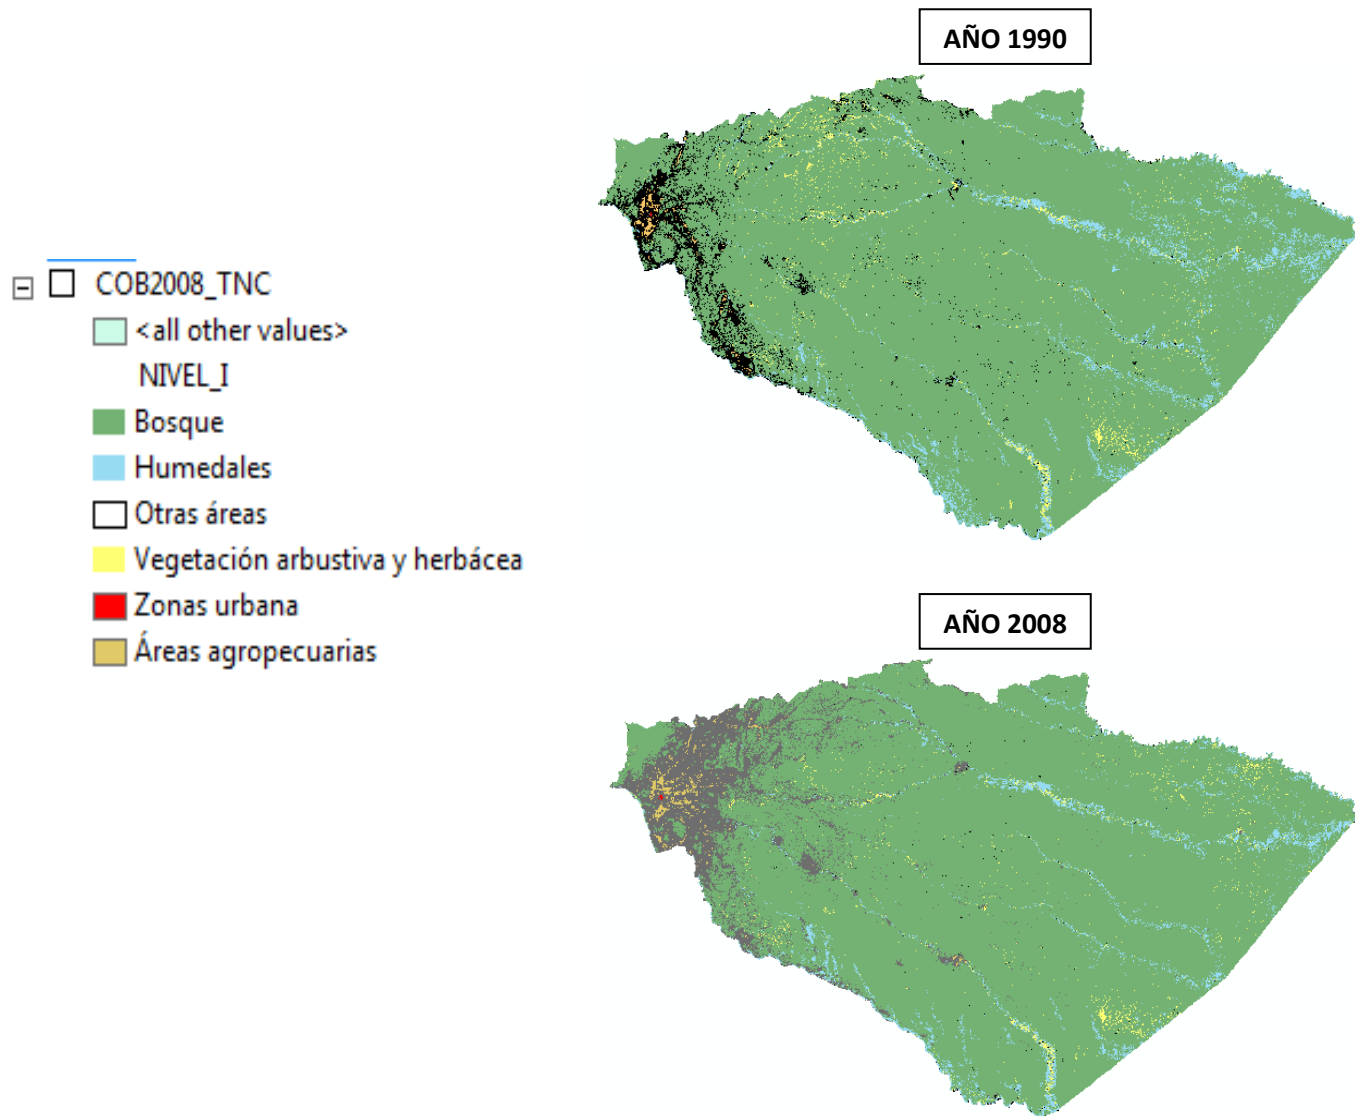 AÑO 1990
COB2008_TNC
<all other values>
NIVEL_I
Bosque
Humedales
Otras áreas
Vegetación arbustiva y herbácea
Zonas urbana
Áreas agropecuarias
AÑO 2008